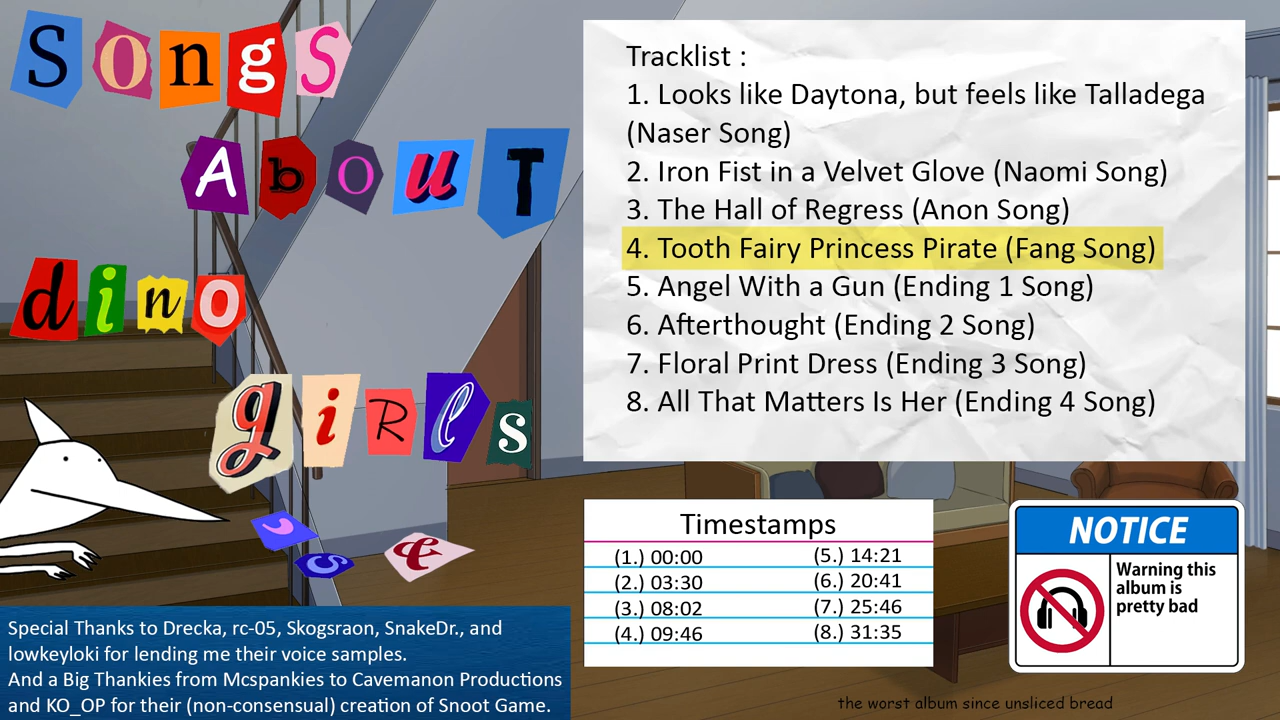 Songs
AbouT
dino
giRls
J
S
&
Tracklist :
1. Looks like Daytona, but feels like Talladega
(Naser Song)
2. Iron Fist in a Velvet Glove (Naomi Song)
3. The Hall of Regress (Anon Song)
4. Tooth Fairy Princess Pirate (Fang Song)
5. Angel With a Gun (Ending 1 Song)
6. Afterthought (Ending 2 Song)
7. Floral Print Dress (Ending 3 Song)
8. All That Matters Is Her (Ending 4 Song)
Timestamps
(1.) 00:00
(2.) 03:30
(3.) 08:02
(4.) 09:46
(5.) 14:21
(6.) 20:41
(7.) 25:46
(8.) 31:35
NOTICE
Warning this
album is
pretty bad
Special Thanks to Drecka, rc-05, Skogsraon, SnakeDr., and
lowkeyloki for lending me their voice samples.
And a Big Thankies from Mcspankies to Cavemanon Productions
and KO_OP for their (non-consensual) creation of Snoot Game.
the worst album since unsliced bread